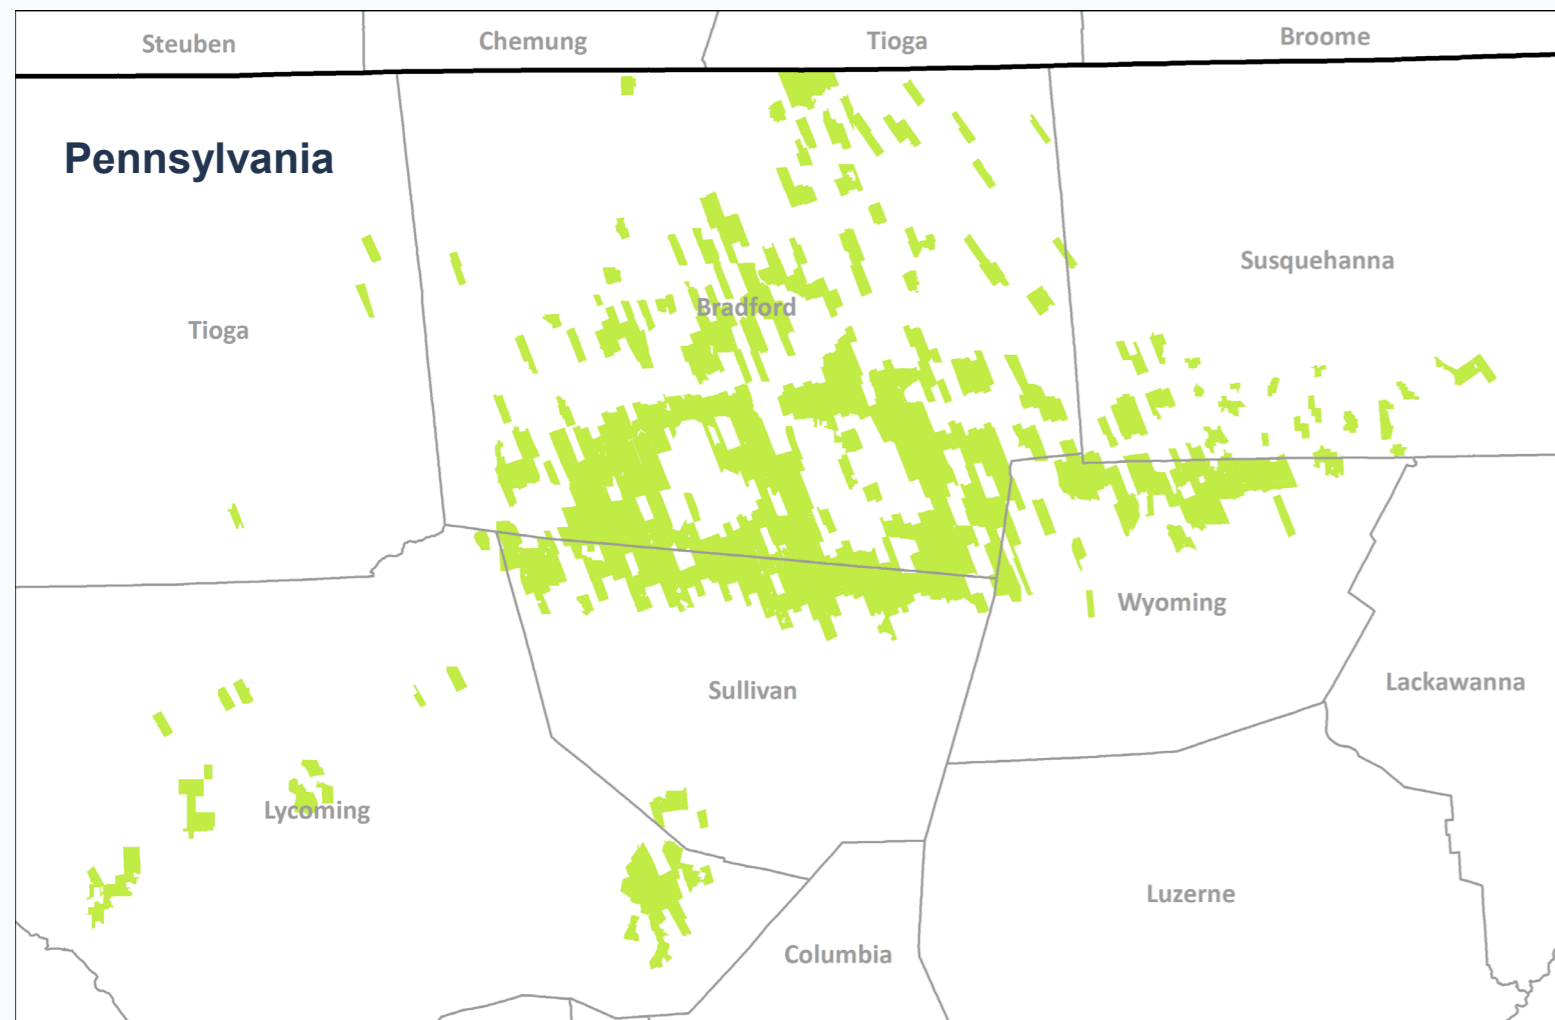 Steuben
Chemung
Tioga
Broome
Pennsylvania
Susquehanna
Bradford
Tioga
Wyoming
Sullivan
Lackawanna
Lycoming
Luzerne
Columbia